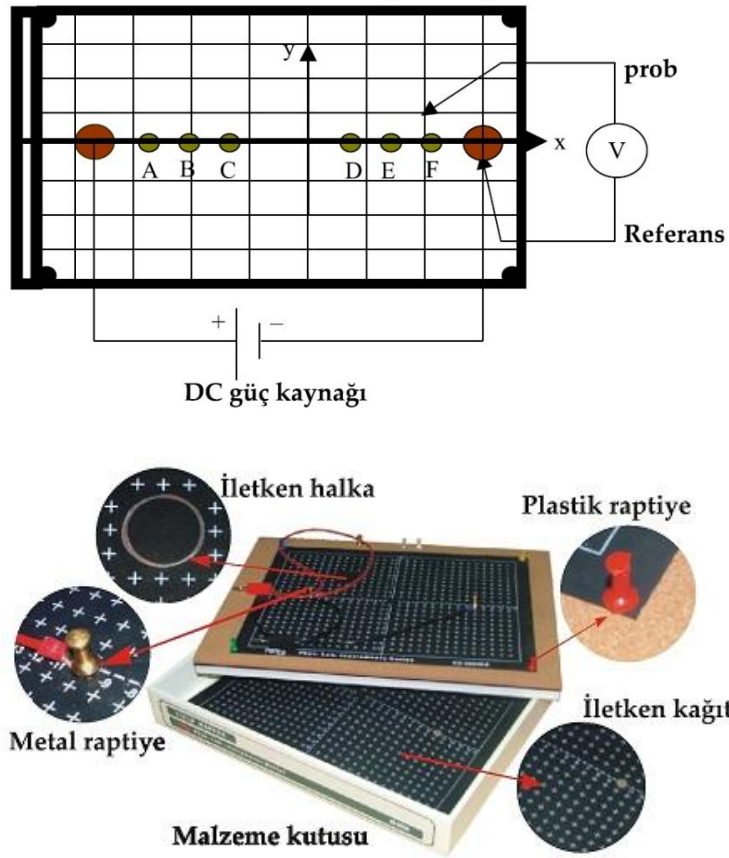 y
prob
x
V
A B C D E F
Referans
+ −
DC güç kaynağı
İletken halka
Plastik raptiye
İletken kağıt
Metal raptiye
Malzeme kutusu